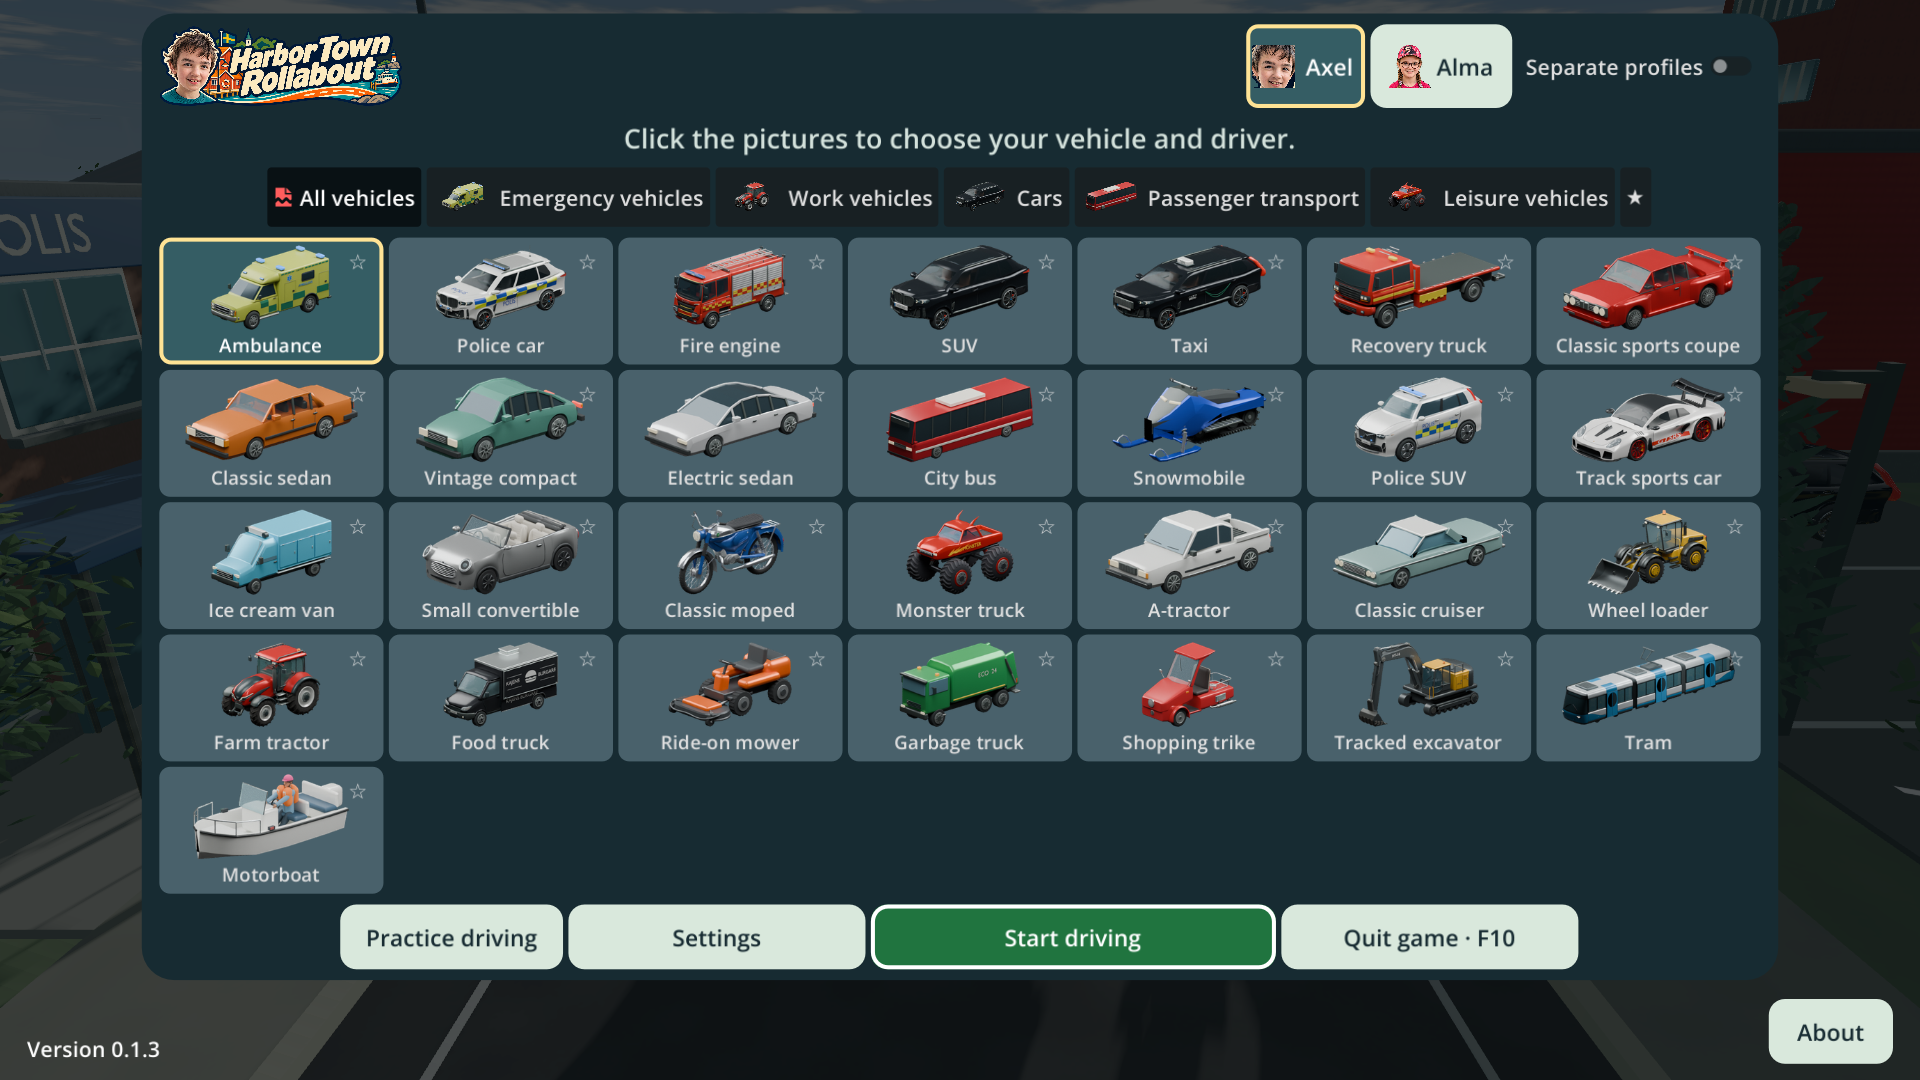 Harbor Town
Rollabout
Axel
Alma
Separate profiles
Click the pictures to choose your vehicle and driver.
All vehicles
Emergency vehicles
Work vehicles
Cars
Passenger transport
Leisure vehicles
OLIS
Ambulance
Police car
Fire engine
SUV
Taxi
Recovery truck
Classic sports coupe
Classic sedan
Vintage compact
Electric sedan
City bus
Snowmobile
Police SUV
Track sports car
Ice cream van
Small convertible
Classic moped
Monster truck
A-tractor
Classic cruiser
Wheel loader
Farm tractor
Food truck
Ride-on mower
ECO 24
Garbage truck
Shopping trike
Tracked excavator
Tram
Motorboat
Practice driving
Settings
Start driving
Quit game · F10
About
Version 0.1.3